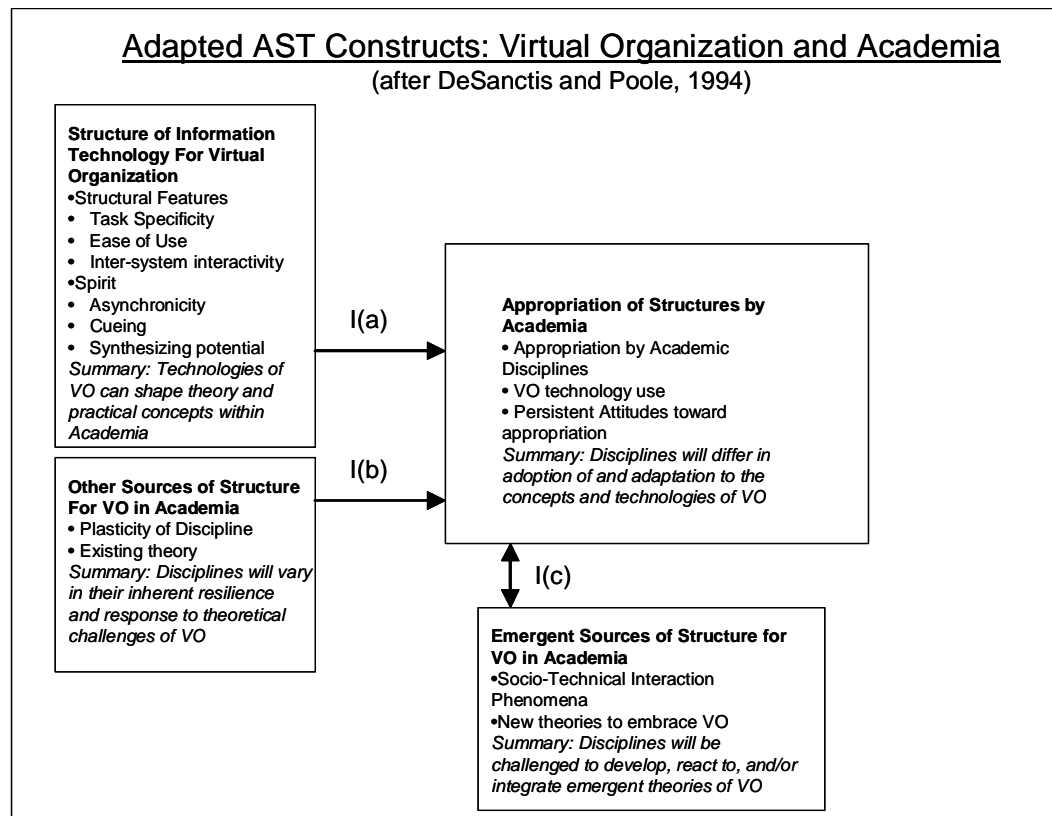 Adapted AST Constructs: Virtual Organization and Academia
(after DeSanctis and Poole, 1994)
Structure of Information
Technology For Virtual
Organization
•Structural Features
• Task Specificity
• Ease of Use
• Inter-system interactivity
•Spirit
• Asynchronicity
• Cueing
• Synthesizing potential
Summary: Technologies of
VO can shape theory and
practical concepts within
Academia
I(a)
Appropriation of Structures by
Academia
• Appropriation by Academic
Disciplines
• VO technology use
• Persistent Attitudes toward
appropriation
Summary: Disciplines will differ in
adoption of and adaptation to the
concepts and technologies of VO
Other Sources of Structure
For VO in Academia
• Plasticity of Discipline
• Existing theory
Summary: Disciplines will vary
in their inherent resilience
and response to theoretical
challenges of VO
I(b)
I(c)
Emergent Sources of Structure for
VO in Academia
•Socio-Technical Interaction
Phenomena
•New theories to embrace VO
Summary: Disciplines will be
challenged to develop, react to, and/or
integrate emergent theories of VO